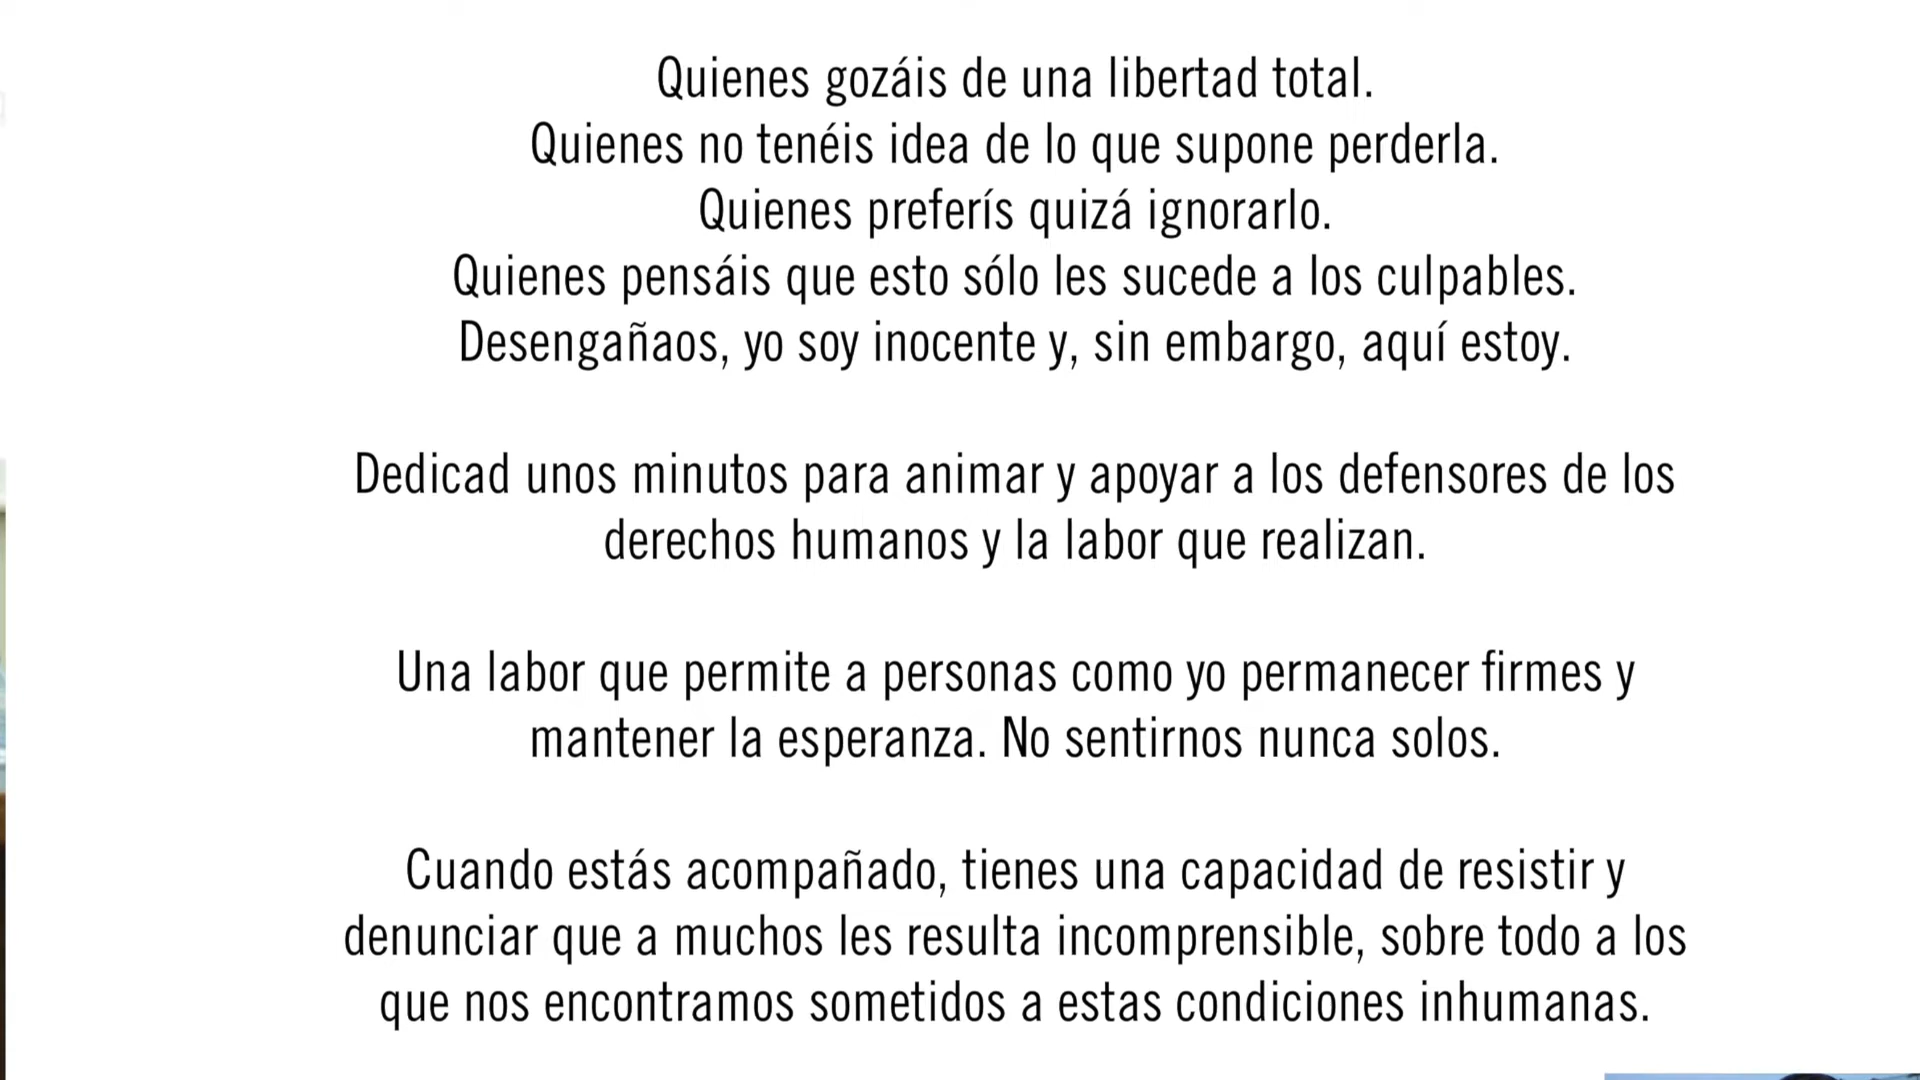 Quienes gozáis de una libertad total.
Quienes no tenéis idea de lo que supone perderla.
Quienes preferís quizá ignorarlo.
Quienes pensáis que esto sólo les sucede a los culpables.
Desengañaos, yo soy inocente y, sin embargo, aquí estoy.
Dedicad unos minutos para animar y apoyar a los defensores de los
derechos humanos y la labor que realizan.
Una labor que permite a personas como yo permanecer firmes y
mantener la esperanza. No sentirnos nunca solos.
Cuando estás acompañado, tienes una capacidad de resistir y
denunciar que a muchos les resulta incomprensible, sobre todo a los
que nos encontramos sometidos a estas condiciones inhumanas.